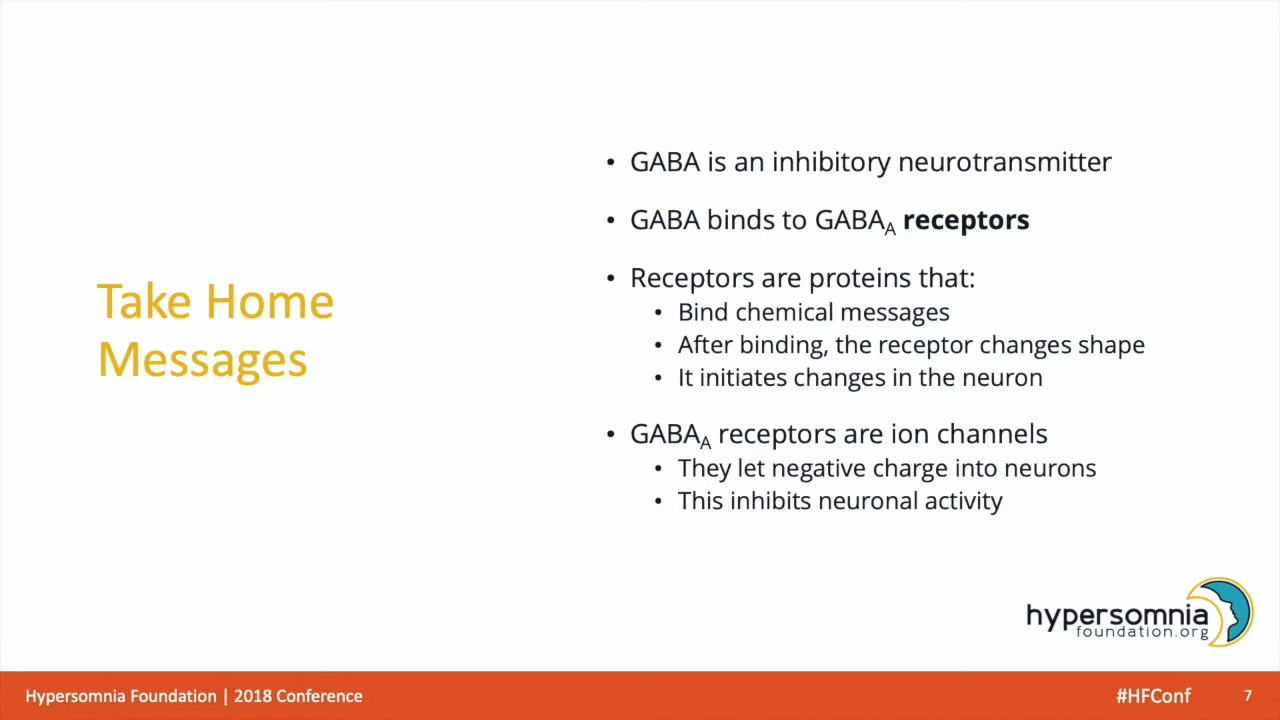 Take Home
Messages
• GABA is an inhibitory neurotransmitter
• GABA binds to GABAA receptors
• Receptors are proteins that:
• Bind chemical messages
• After binding, the receptor changes shape
• It initiates changes in the neuron
• GABAA receptors are ion channels
• They let negative charge into neurons
• This inhibits neuronal activity
hypersomnia
foundation.org
Hypersomnia Foundation | 2018 Conference
#HFConf
7